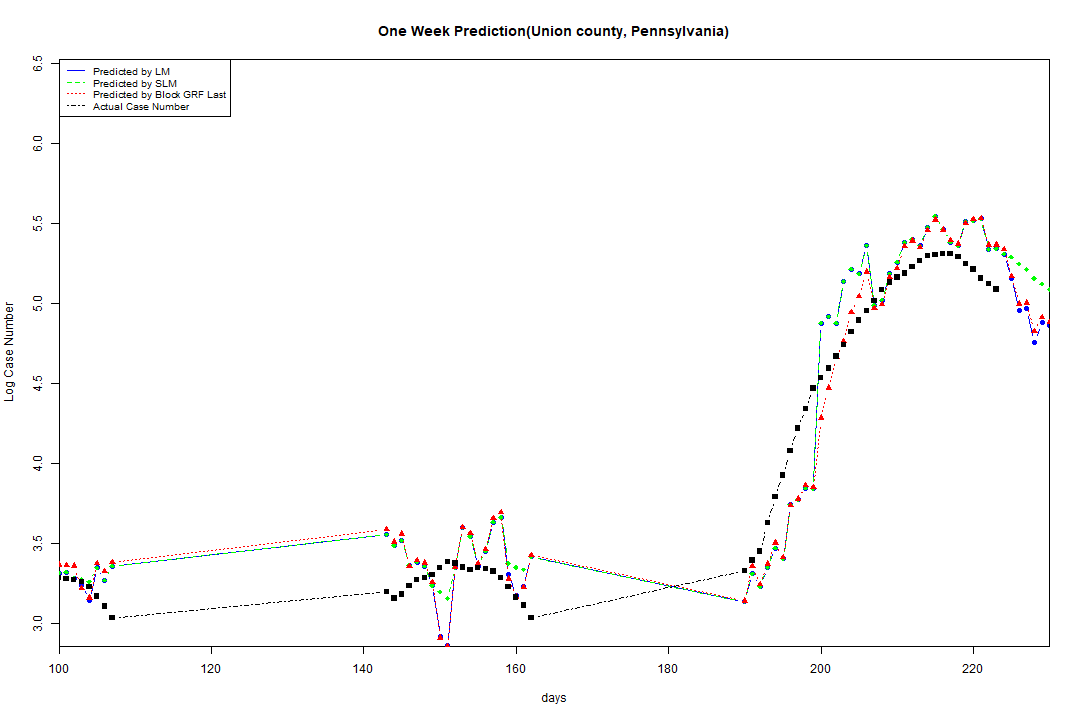 One Week Prediction(Union county, Pennsylvania)
Predicted by LM
Predicted by SLM
Predicted by Block GRF Last
Actual Case Number
6.5
6.0
5.5
5.0
4.5
4.0
3.5
3.0
Log Case Number
100 120 140 160 180 200 220
days